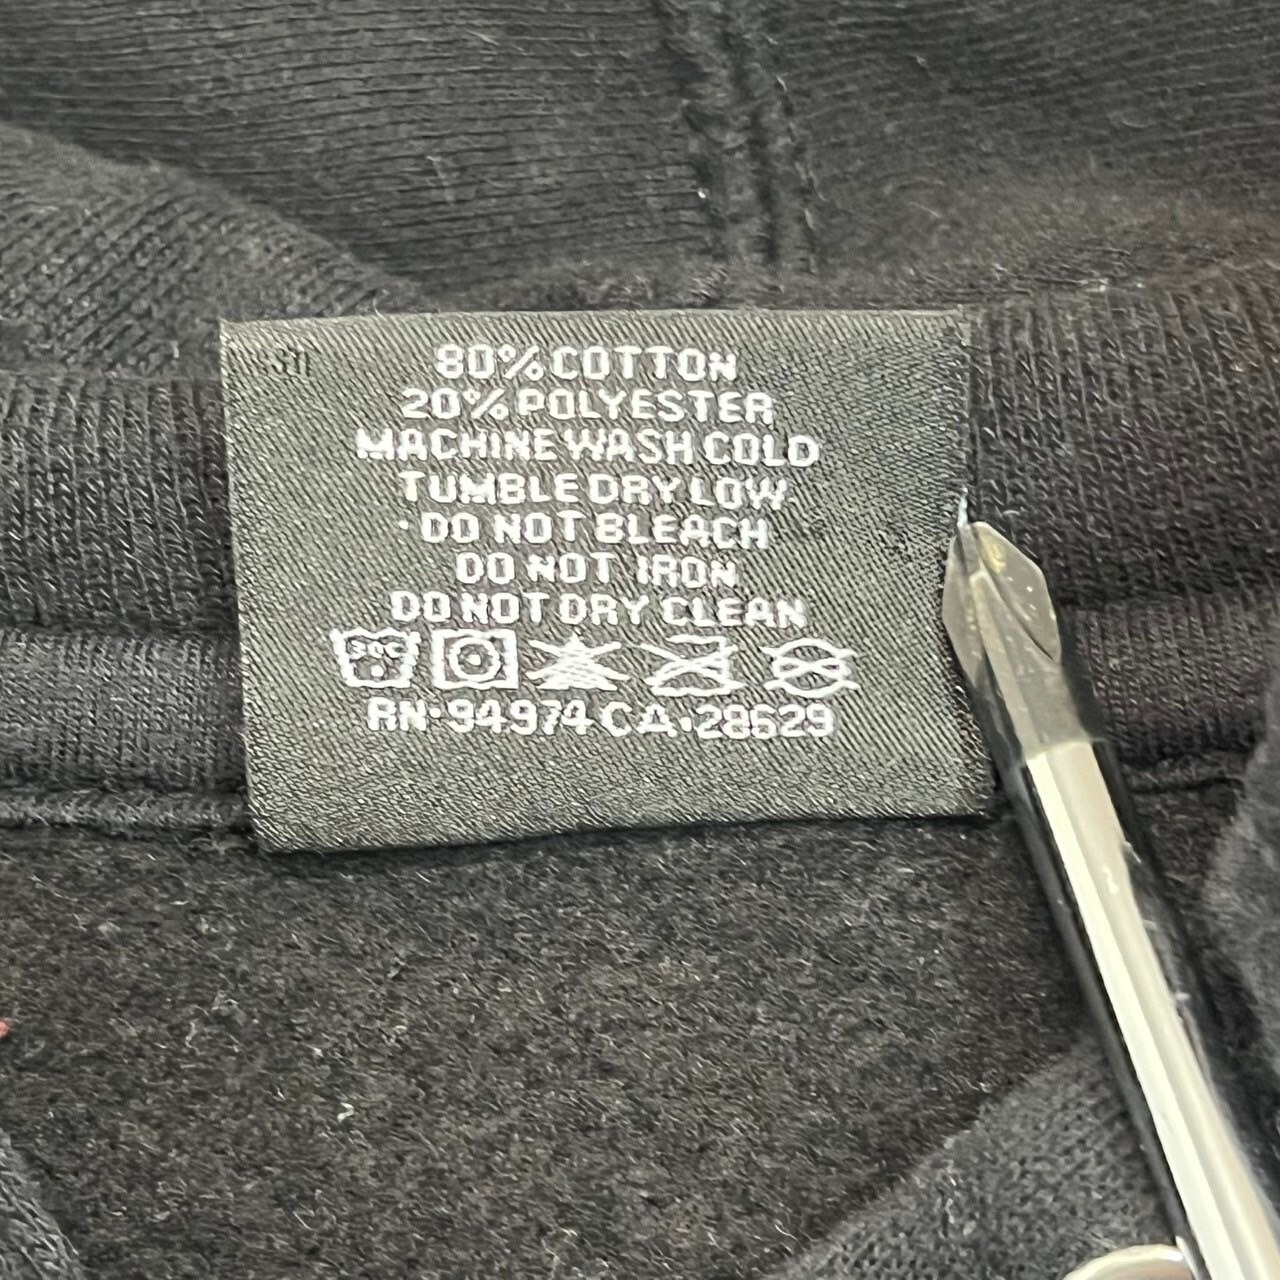 80% COTTON
20% POLYESTER
MACHINE WASH COLD
TUMBLE DRY LOW
DO NOT BLEACH
DO NOT IRON
DO NOT DRY CLEAN
RN·94974 CA·28629